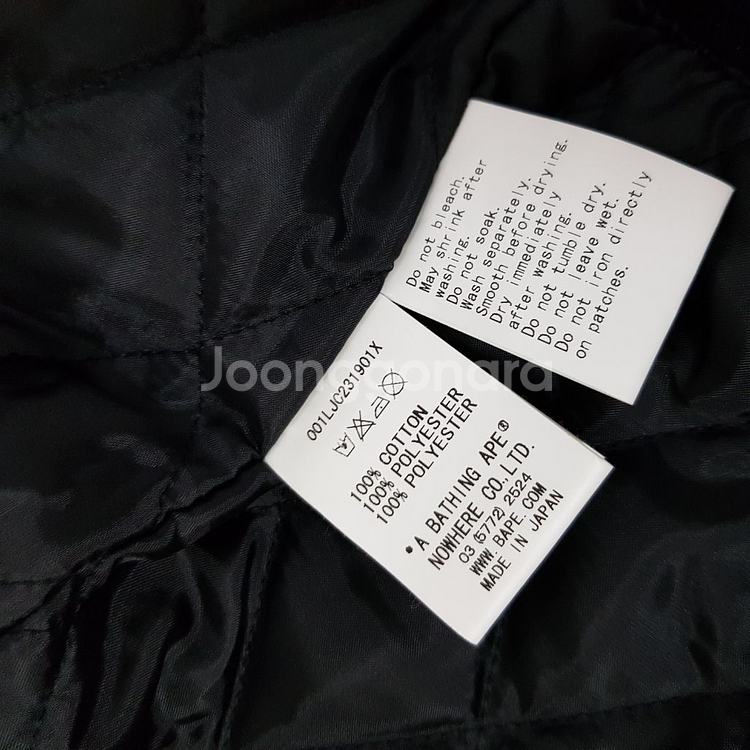 Do not bleach.
May shrink after
washing.
Do not soak.
Wash separately.
Smooth before drying.
Dry immediately
after washing.
Do not tumble dry.
Do not leave wet.
Do not iron directly
on patches.
Joonggonara
001LJC231901X
100% COTTON
100% POLYESTER
100% POLYESTER
A BATHING APE®
NOWHERE CO.LTD.
03 (5772) 2524
WWW.BAPE.COM
MADE IN JAPAN